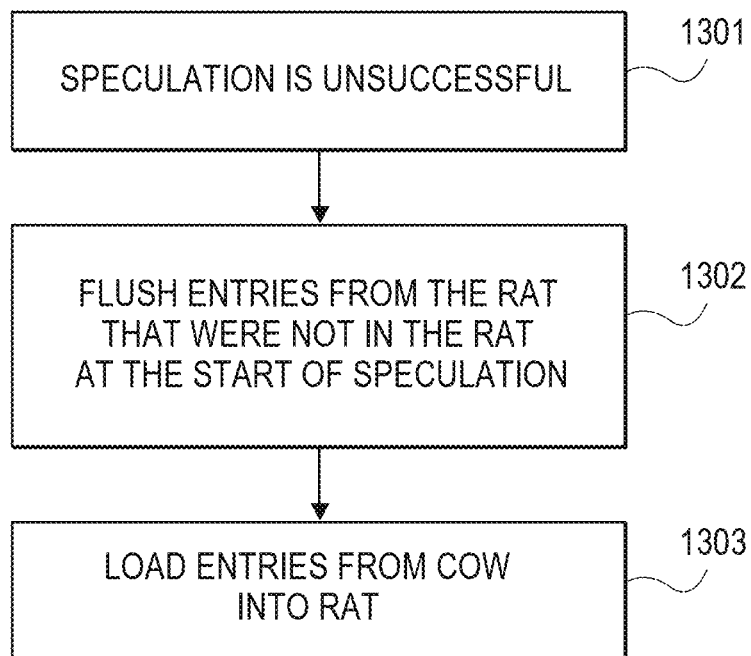 1301
SPECULATION IS UNSUCCESSFUL
1302
FLUSH ENTRIES FROM THE RAT
THAT WERE NOT IN THE RAT
AT THE START OF SPECULATION
1303
LOAD ENTRIES FROM COW
INTO RAT